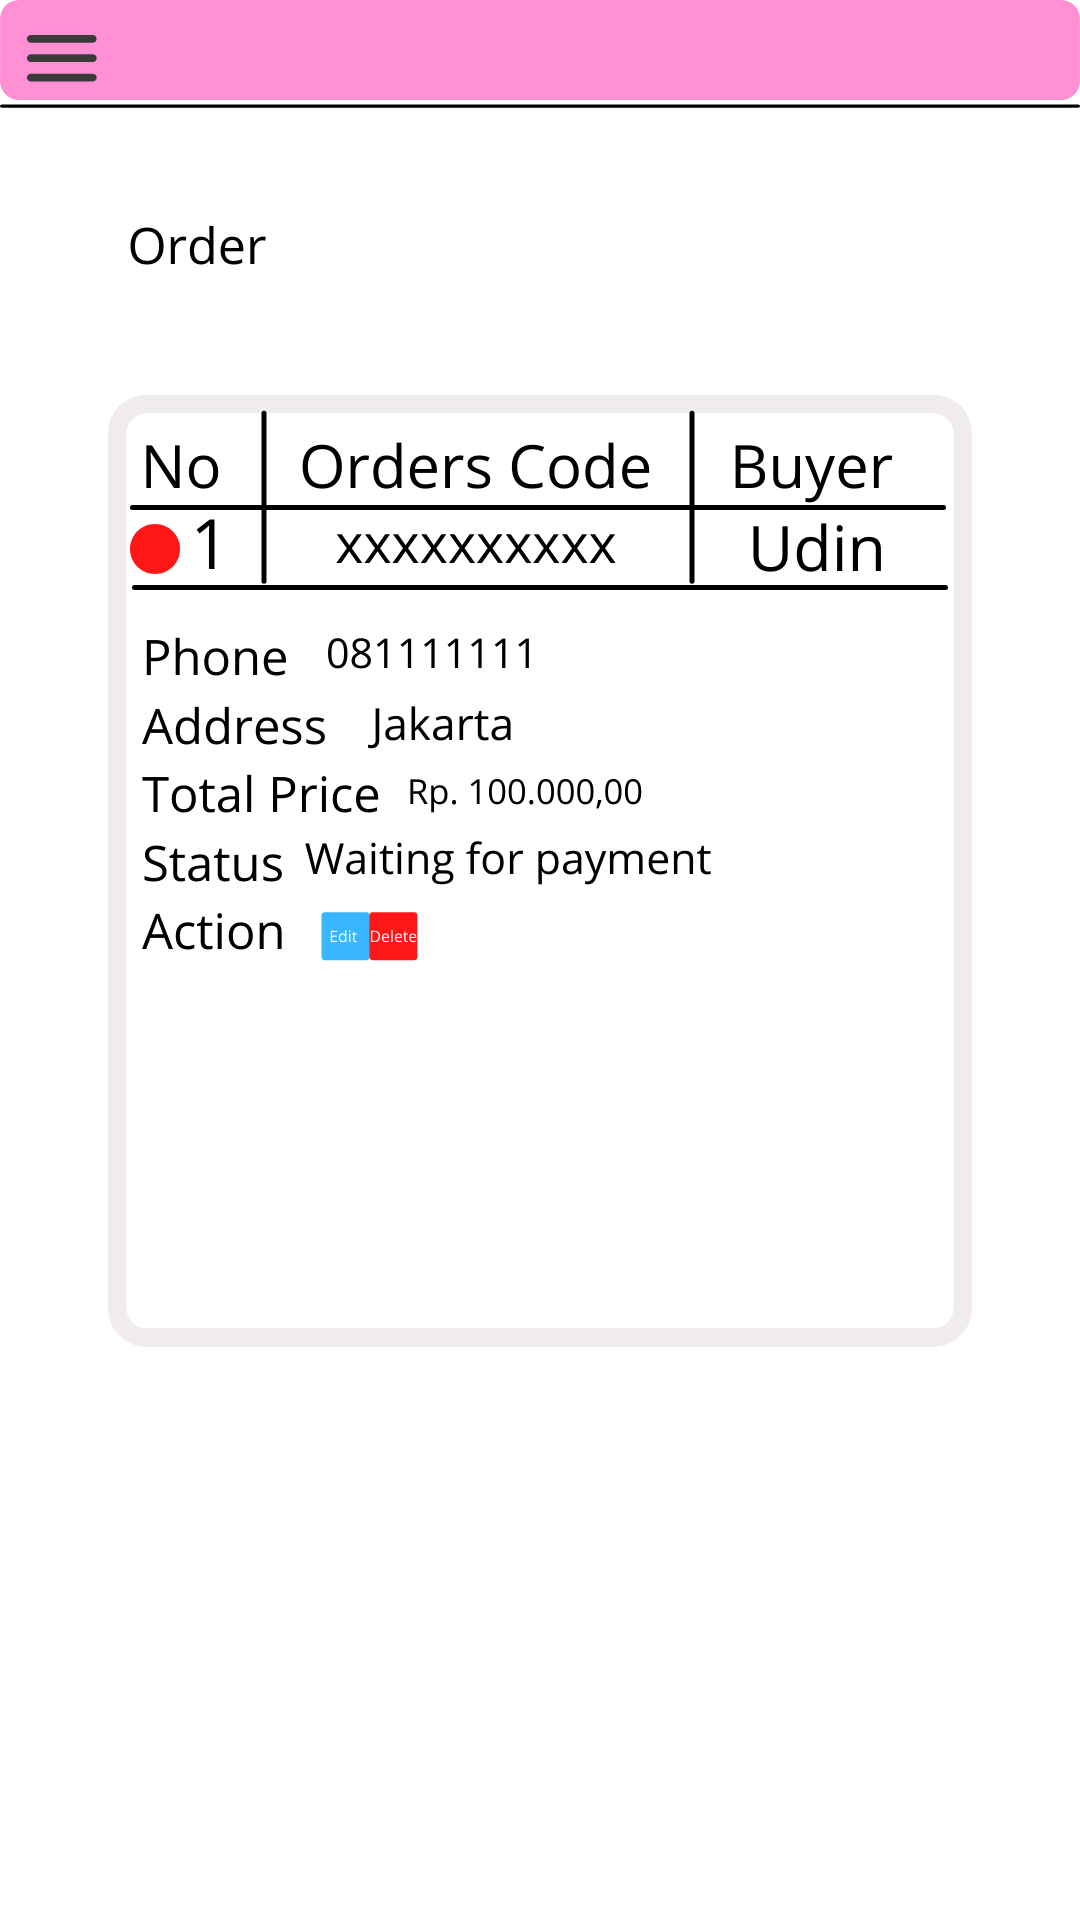 Order
No Orders Code Buyer
1 xxxxxxxxxx Udin
Phone 081111111
Address Jakarta
Total Price Rp. 100.000,00
Status Waiting for payment
Action Edit Delete